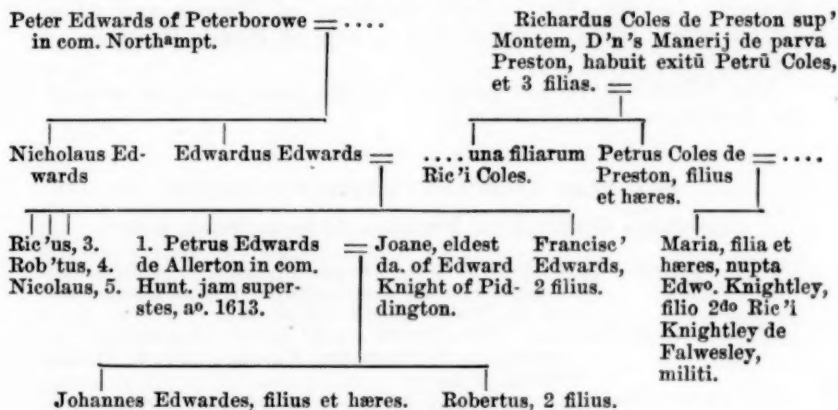 Peter Edwards of Peterborowe = ....
in com. Northampt.
Richardus Coles de Preston sup'
Montem, D'n's Manerij de parva
Preston, habuit exitū Petrū Coles,
et 3 filias. =
Nicholaus Ed-
wards
Edwardus Edwards =
.... una filiarum
Ric'i Coles.
Petrus Coles de = ....
Preston, filius
et hæres.
Ric'us, 3.
Rob'tus, 4.
Nicolaus, 5.
1. Petrus Edwards =
de Allerton in com.
Hunt. jam super-
stes, aº. 1613.
Joane, eldest
da. of Edward
Knight of Pid-
dington.
Francisc'
Edwards,
2 filius.
Maria, filia et
hæres, nupta
Edwº. Knightley,
filio 2do Ric'i
Knightley de
Falwesley,
militi.
Johannes Edwardes, filius et hæres.
Robertus, 2 filius.